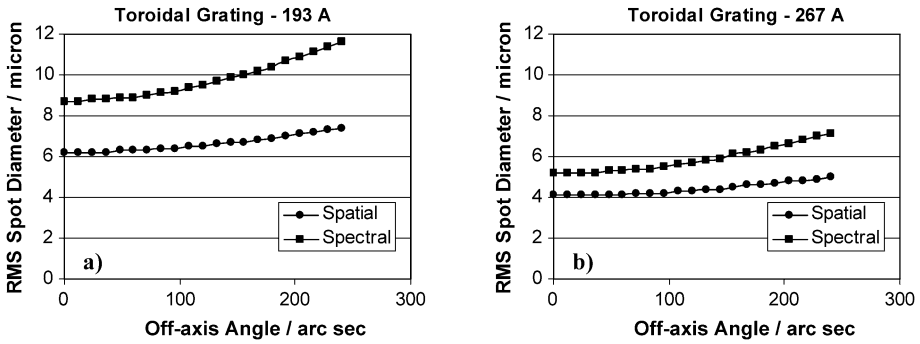 Toroidal Grating - 193 A
RMS Spot Diameter / micron
12
10
8
6
4
2
0
Spatial
Spectral
a)
0
100
200
300
Off-axis Angle / arc sec
Toroidal Grating - 267 A
RMS Spot Diameter / micron
12
10
8
6
4
2
0
Spatial
Spectral
b)
0
100
200
300
Off-axis Angle / arc sec